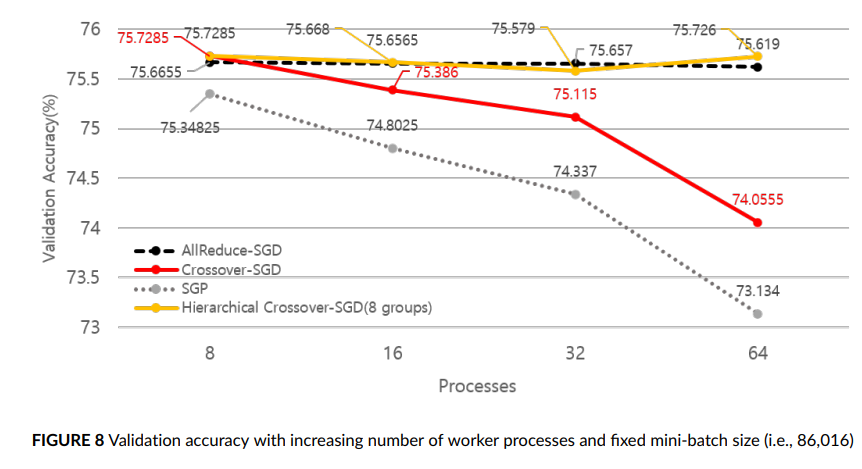 76
75.7285
75.7285
75.668
75.6565
75.579
75.657
75.726
75.619
75.6655
75.386
75.5
75.115
75.34825
74.8025
75
74.337
74.5
74.0555
74
73.134
73.5
73
Validation Accuracy(%)
AllReduce-SGD
Crossover-SGD
SGP
Hierarchical Crossover-SGD(8 groups)
8 16 32 64
Processes
FIGURE 8 Validation accuracy with increasing number of worker processes and fixed mini-batch size (i.e., 86,016)